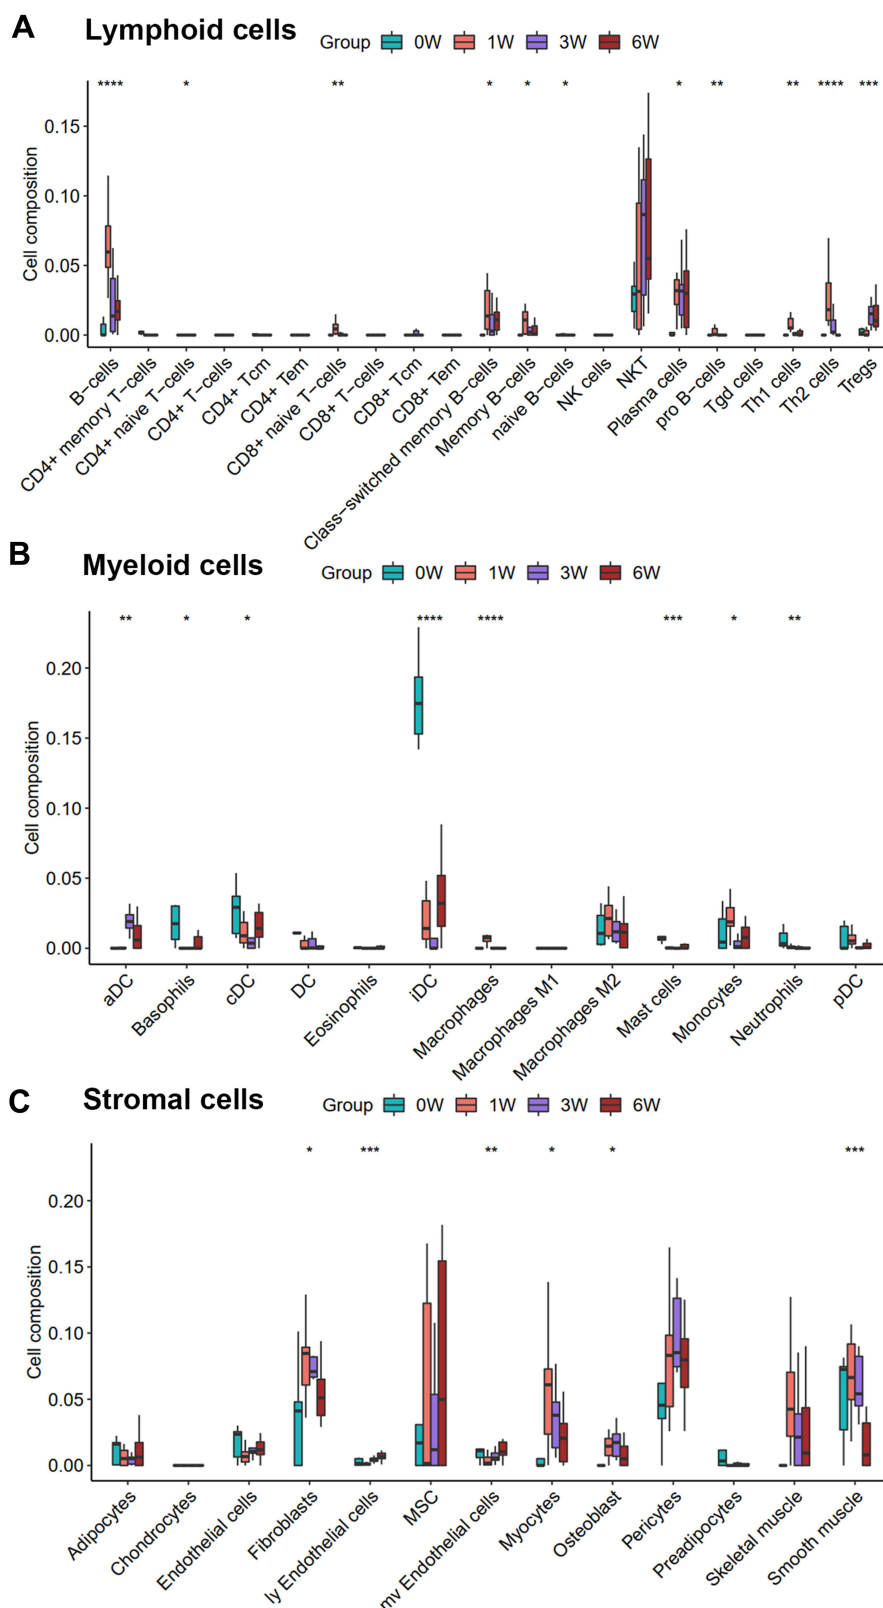 A Lymphoid cells
Group 0W 1W 3W 6W
**** * ** * * * * ** ** **** ***
Cell composition
0.15
0.10
0.05
0.00
B-cells
CD4+ memory T-cells
CD4+ naive T-cells
CD4+ T-cells
CD4+ Tcm
CD4+ Tem
CD8+ naive T-cells
CD8+ T-cells
CD8+ Tcm
CD8+ Tem
Class-switched memory B-cells
Memory B-cells
naive B-cells
NK cells
NKT
Plasma cells
pro B-cells
Tgd cells
Th1 cells
Th2 cells
Tregs
B Myeloid cells
Group 0W 1W 3W 6W
** * * **** **** *** * **
Cell composition
0.20
0.15
0.10
0.05
0.00
aDC
Basophils
cDC
DC
Eosinophils
iDC
Macrophages
Macrophages M1
Macrophages M2
Mast cells
Monocytes
Neutrophils
pDC
C Stromal cells
Group 0W 1W 3W 6W
* *** ** * * ***
Cell composition
0.20
0.15
0.10
0.05
0.00
Adipocytes
Chondrocytes
Endothelial cells
Fibroblasts
ly Endothelial cells
MSC
mv Endothelial cells
Myocytes
Osteoblast
Pericytes
Preadipocytes
Skeletal muscle
Smooth muscle